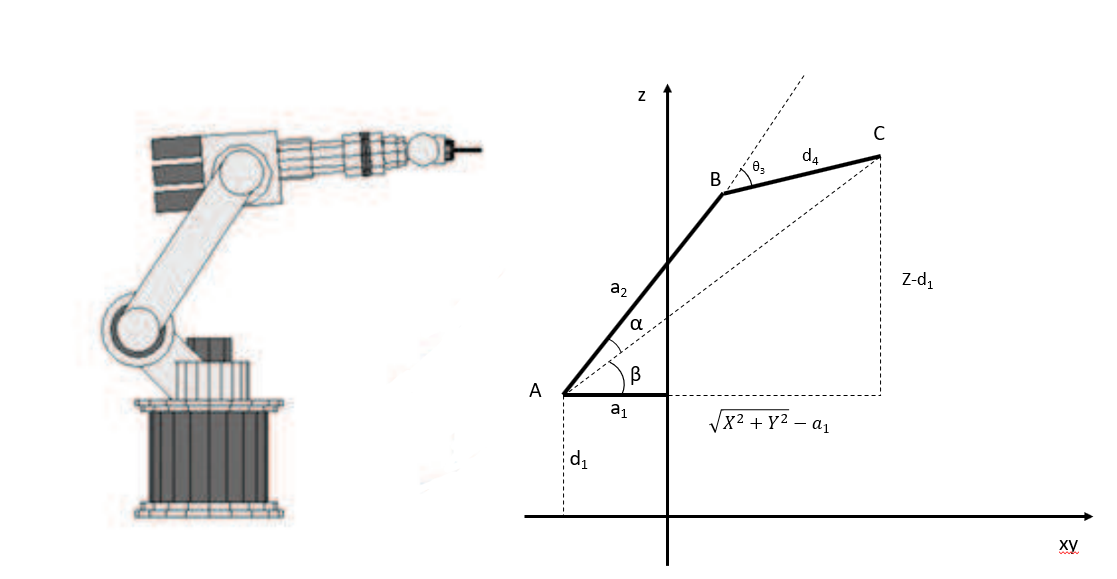 z
C
d₄
θ₃
B
a₂
Z-d₁
α
β
A
a₁
√(X² + Y²) − a₁
d₁
xy